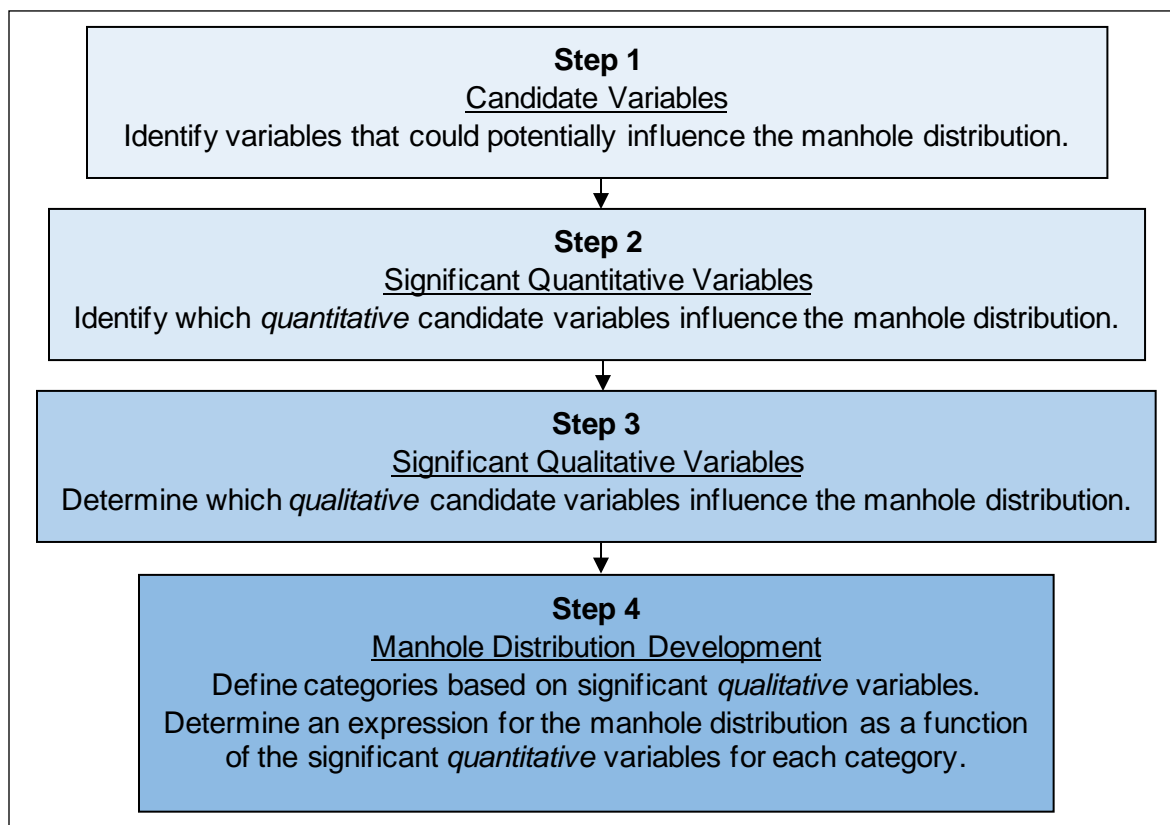 Step 1
Candidate Variables
Identify variables that could potentially influence the manhole distribution.
Step 2
Significant Quantitative Variables
Identify which quantitative candidate variables influence the manhole distribution.
Step 3
Significant Qualitative Variables
Determine which qualitative candidate variables influence the manhole distribution.
Step 4
Manhole Distribution Development
Define categories based on significant qualitative variables.
Determine an expression for the manhole distribution as a function
of the significant quantitative variables for each category.